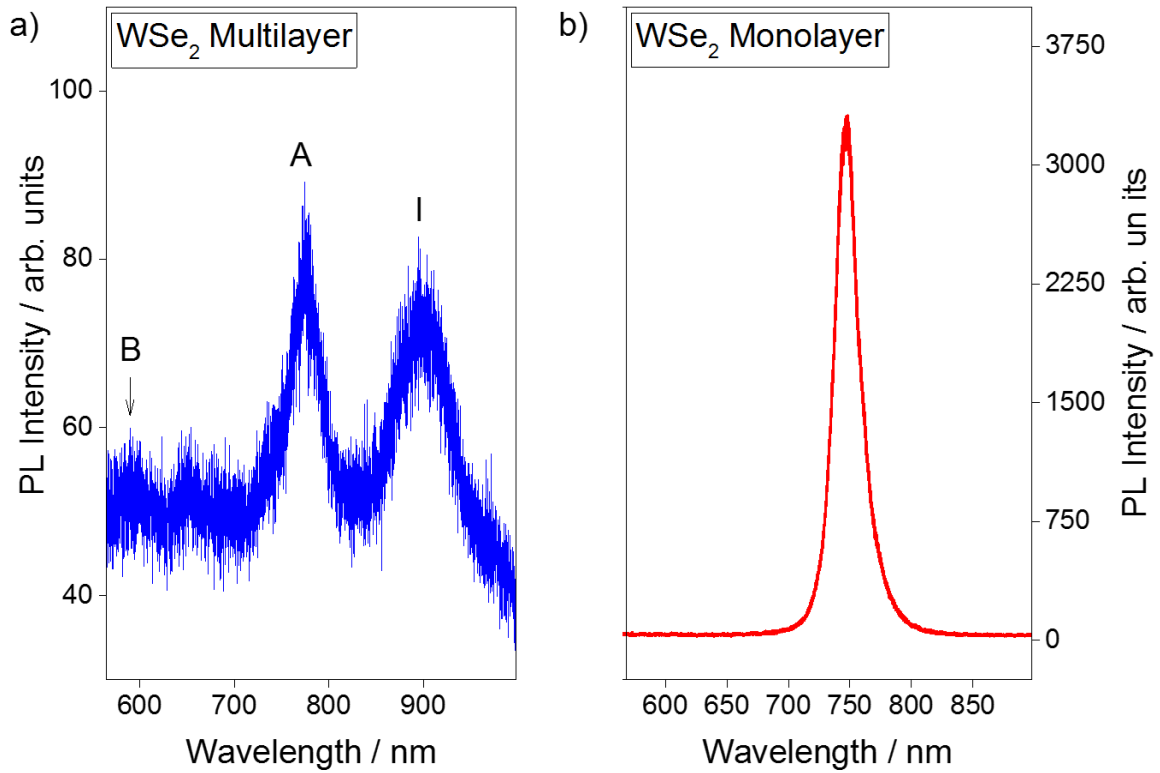 a)
WSe₂ Multilayer
PL Intensity / arb. units
100
80
60
40
B
A
I
600 700 800 900
Wavelength / nm
b)
WSe₂ Monolayer
3750
3000
2250
1500
750
0
PL Intensity / arb. un its
600 650 700 750 800 850
Wavelength / nm